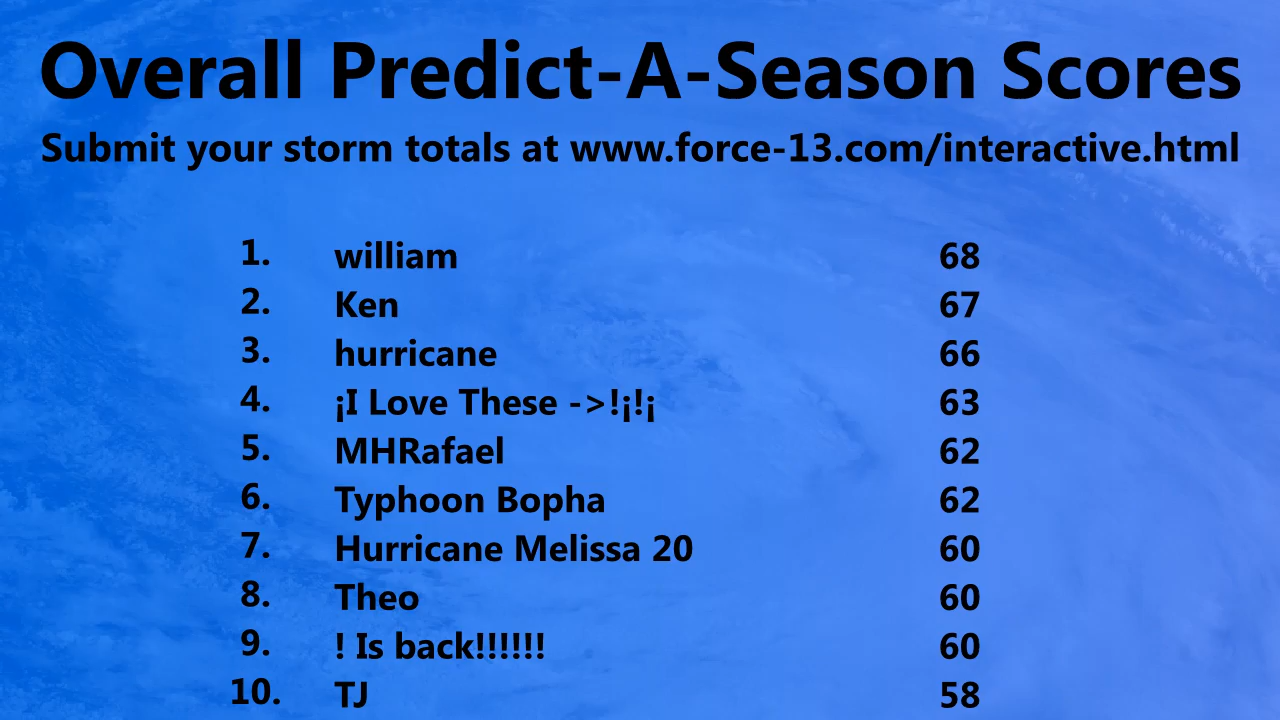 Overall Predict-A-Season Scores
Submit your storm totals at www.force-13.com/interactive.html
1. william 68
2. Ken 67
3. hurricane 66
4. ¡I Love These ->!¡!¡ 63
5. MHRafael 62
6. Typhoon Bopha 62
7. Hurricane Melissa 20 60
8. Theo 60
9. ! Is back!!!!!! 60
10. TJ 58